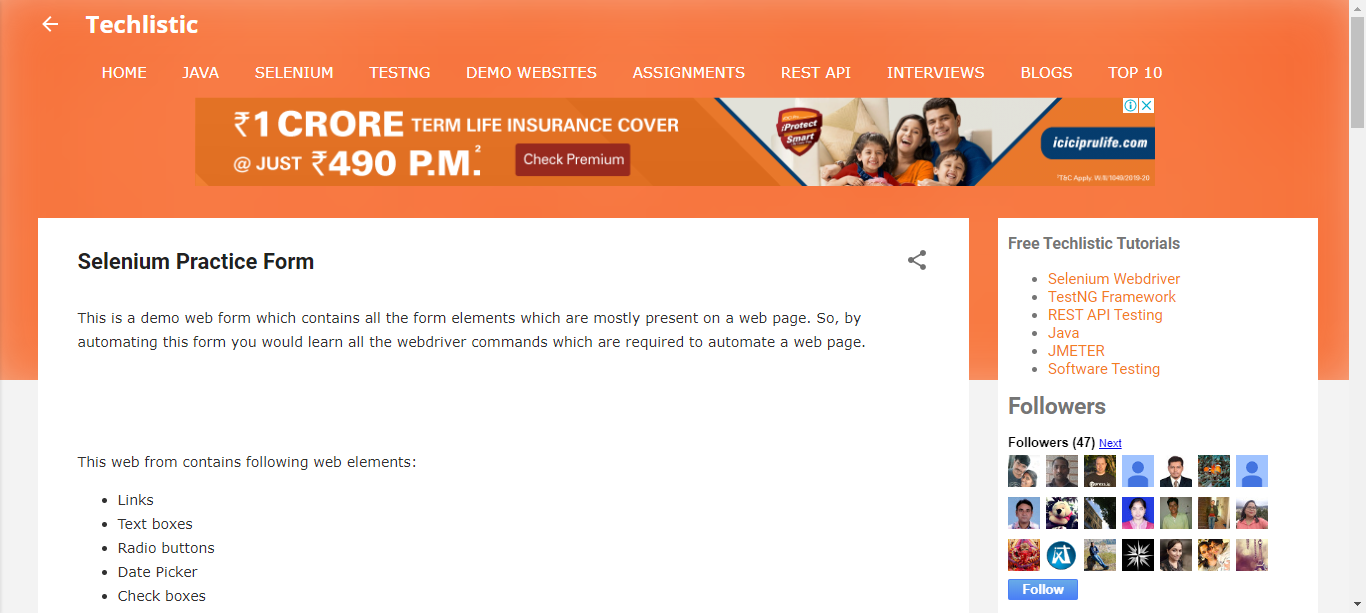 Techlistic
HOME JAVA SELENIUM TESTNG DEMO WEBSITES ASSIGNMENTS REST API INTERVIEWS BLOGS TOP 10
₹1 CRORE TERM LIFE INSURANCE COVER
@ JUST ₹490 P.M.²
Check Premium
iProtect
Smart
iciciprulife.com
*T&C Apply. W/II/1049/2019-20
Selenium Practice Form
This is a demo web form which contains all the form elements which are mostly present on a web page. So, by
automating this form you would learn all the webdriver commands which are required to automate a web page.
This web from contains following web elements:
Links
Text boxes
Radio buttons
Date Picker
Check boxes
Free Techlistic Tutorials
Selenium Webdriver
TestNG Framework
REST API Testing
Java
JMETER
Software Testing
Followers
Followers (47) Next
Follow